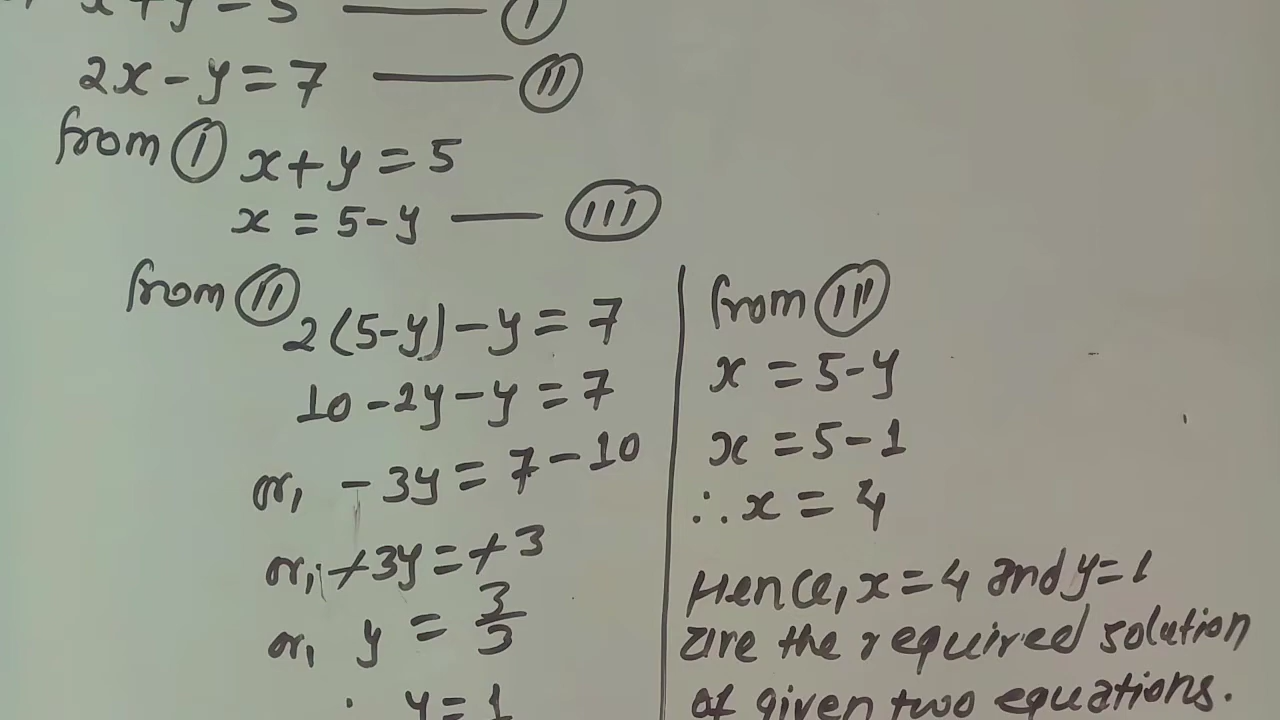 x+y=5 —— (I)
2x-y=7 —— (II)
from (I) x+y=5
x=5-y —— (III)
from (II) 2(5-y)-y=7
10-2y-y=7
or, -3y=7-10
or, +3y=+3
or, y=3/3
∴ y=1
from (III)
x=5-y
x=5-1
∴ x=4
Hence, x=4 and y=1
are the required solution
of given two equations.